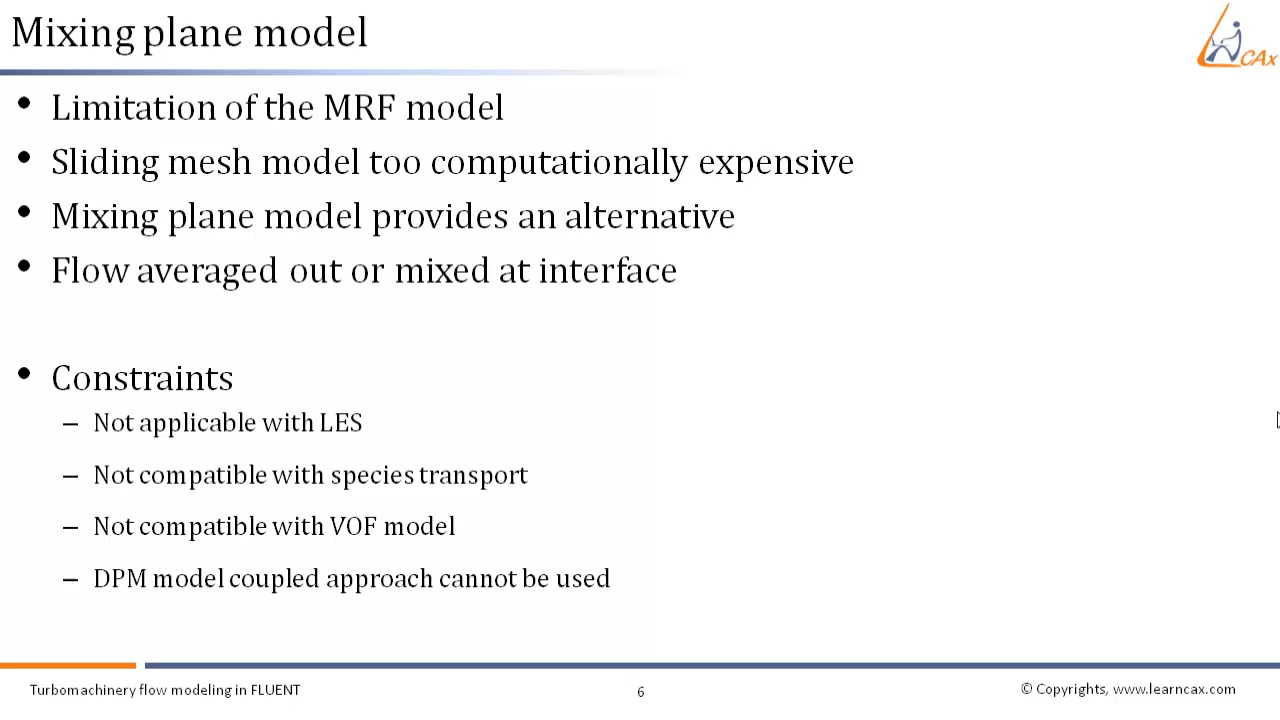 Mixing plane model
CAx
• Limitation of the MRF model
• Sliding mesh model too computationally expensive
• Mixing plane model provides an alternative
• Flow averaged out or mixed at interface
• Constraints
– Not applicable with LES
– Not compatible with species transport
– Not compatible with VOF model
– DPM model coupled approach cannot be used
Turbomachinery flow modeling in FLUENT
6
© Copyrights, www.learncax.com